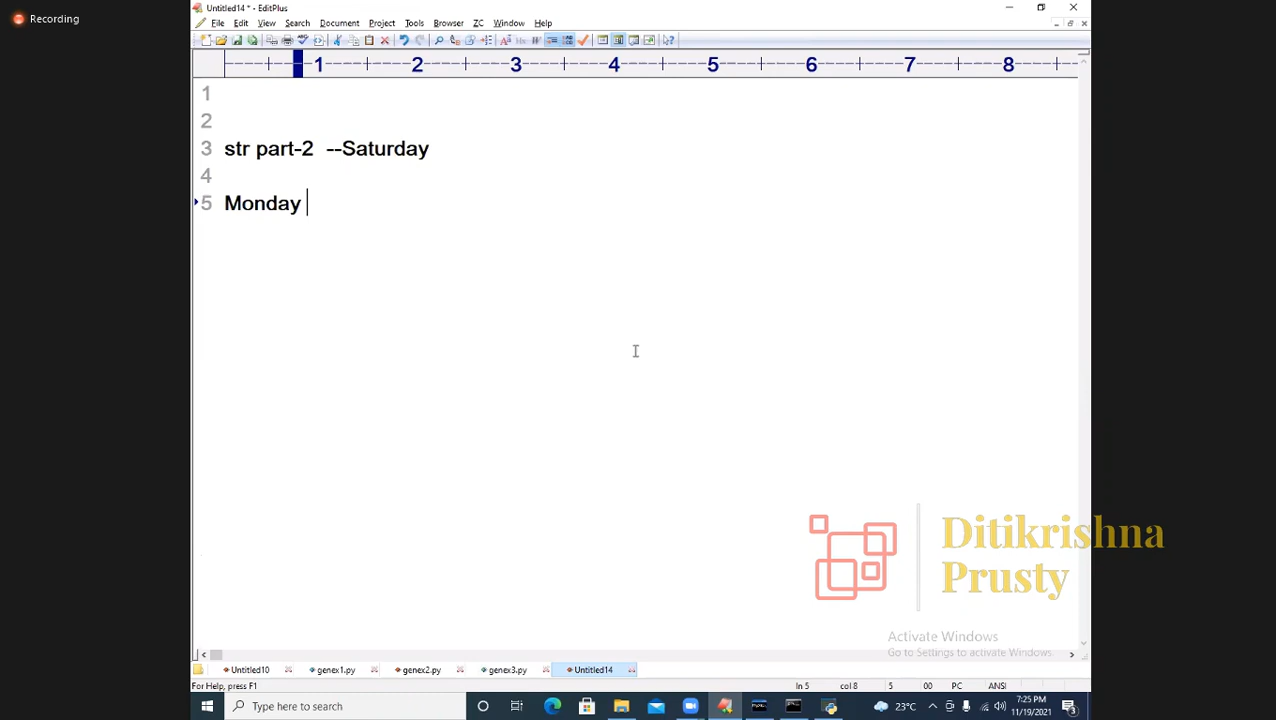 Recording
Untitled14 * - EditPlus
File Edit View Search Document Project Tools Browser ZC Window Help
1 2 3 4 5 6 7 8
1
2
3 str part-2 --Saturday
4
5 Monday
Ditikrishna
Prusty
Activate Windows
Go to Settings to activate Windows.
Untitled10 genex1.py genex2.py genex3.py Untitled14
For Help, press F1 ln 5 col 8 5 00 PC ANSI
Type here to search 23°C 7:25 PM
11/19/2021 3